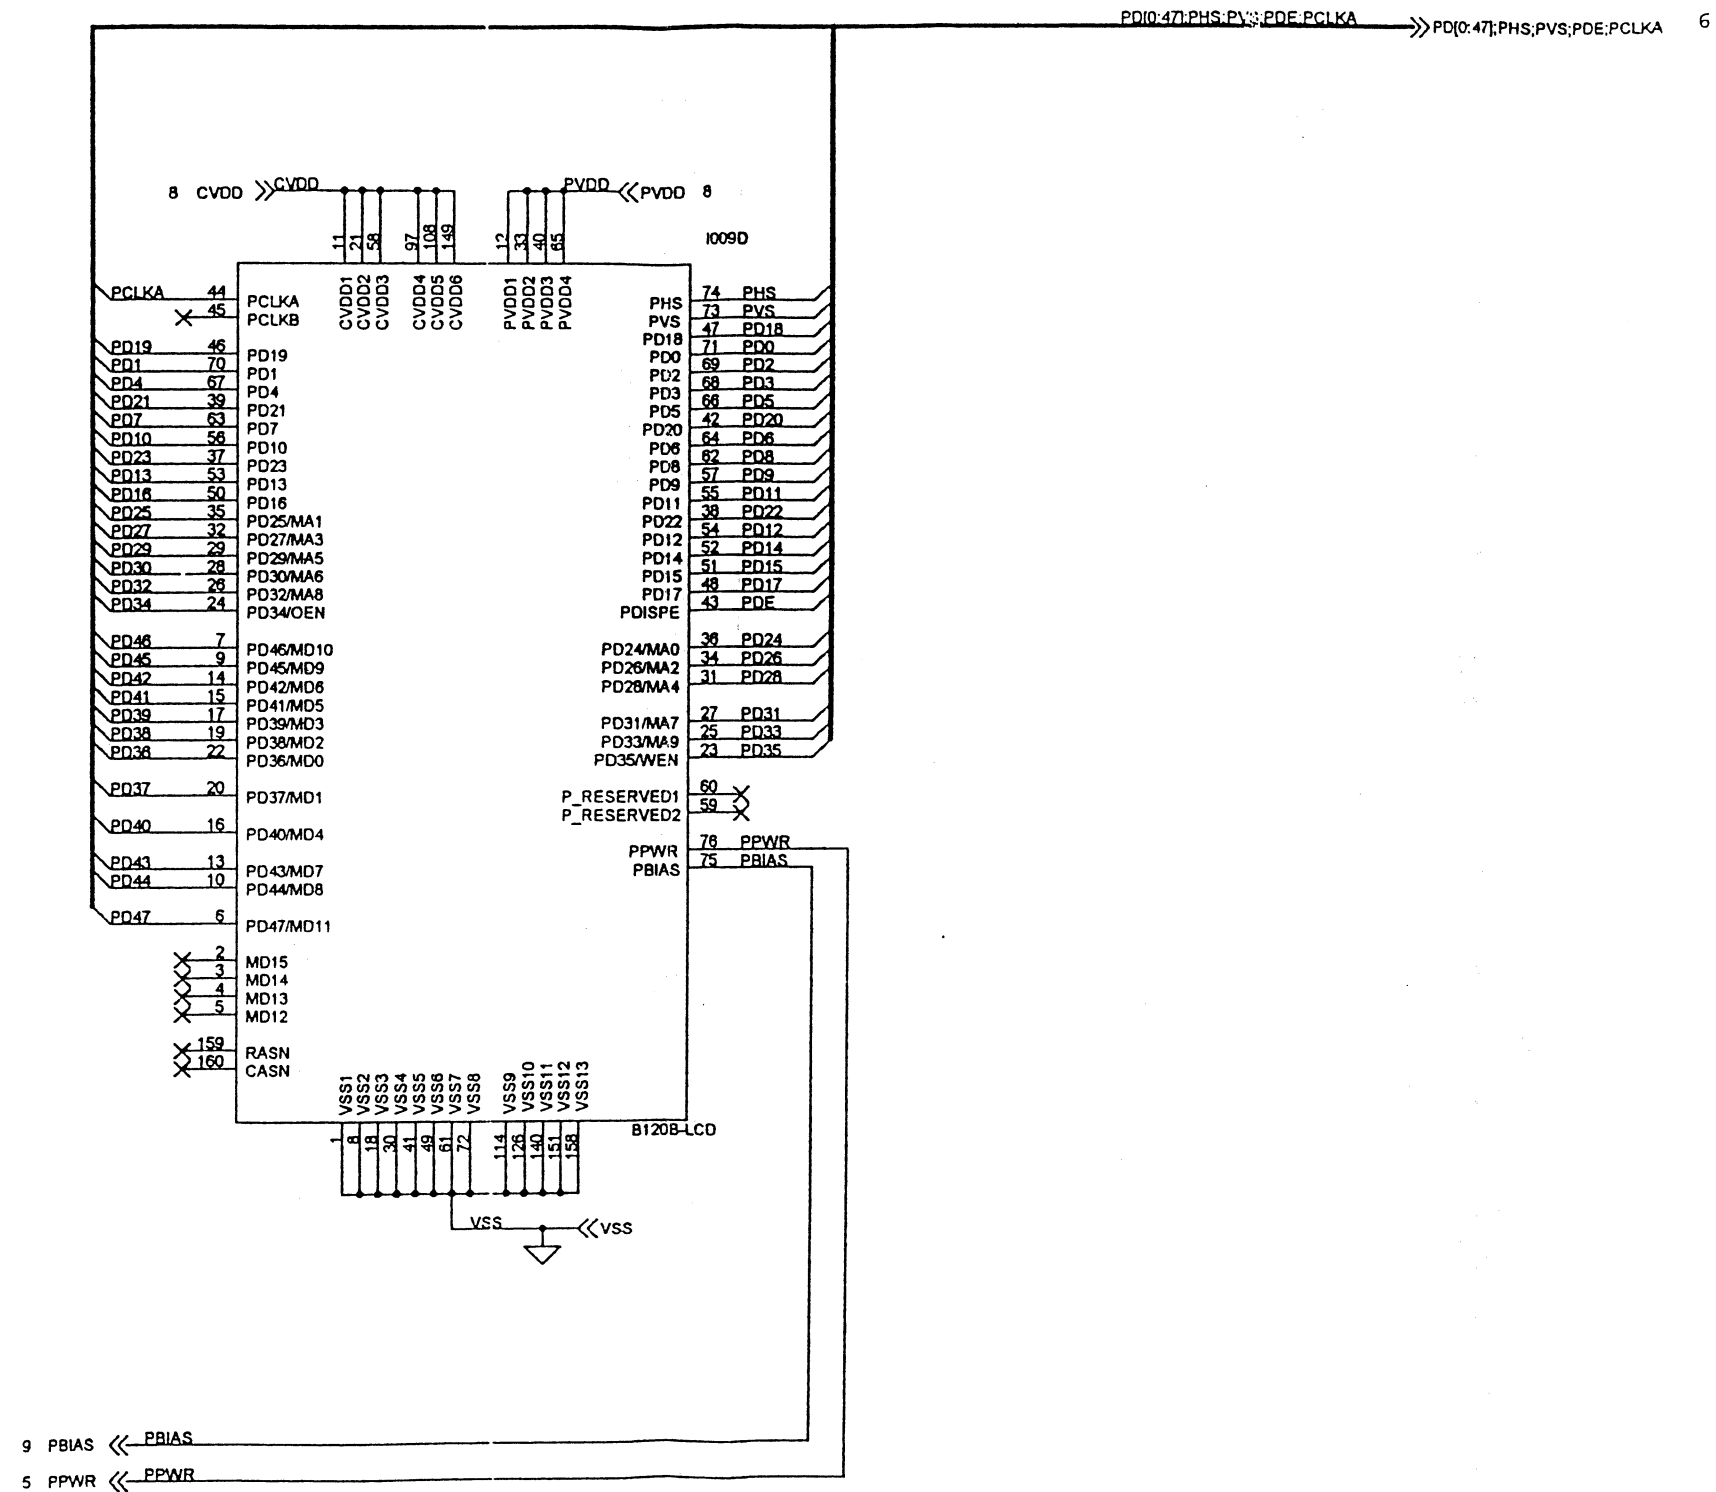 PD[0:47];PHS;PVS;PDE;PCLKA
PD[0:47];PHS;PVS;PDE;PCLKA 6
8 CVDD CVDD
PVDD PVDD 8
11 21 58 97 108 149
12 33 40 65
I009D
CVDD1 CVDD2 CVDD3 CVDD4 CVDD5 CVDD6
PVDD1 PVDD2 PVDD3 PVDD4
PCLKA 44 PCLKA
45 PCLKB
PD19 46 PD19
PD1 70 PD1
PD4 67 PD4
PD21 39 PD21
PD7 63 PD7
PD10 56 PD10
PD23 37 PD23
PD13 53 PD13
PD16 50 PD16
PD25 35 PD25/MA1
PD27 32 PD27/MA3
PD29 29 PD29/MA5
PD30 28 PD30/MA6
PD32 26 PD32/MA8
PD34 24 PD34/OEN
PD46 7 PD46/MD10
PD45 9 PD45/MD9
PD42 14 PD42/MD6
PD41 15 PD41/MD5
PD39 17 PD39/MD3
PD38 19 PD38/MD2
PD36 22 PD36/MD0
PD37 20 PD37/MD1
PD40 16 PD40/MD4
PD43 13 PD43/MD7
PD44 10 PD44/MD8
PD47 6 PD47/MD11
2 MD15
3 MD14
4 MD13
5 MD12
159 RASN
160 CASN
PHS 74 PHS
PVS 73 PVS
PD18 47 PD18
PD0 71 PD0
PD2 69 PD2
PD3 68 PD3
PD5 66 PD5
PD20 42 PD20
PD6 64 PD6
PD8 62 PD8
PD9 57 PD9
PD11 55 PD11
PD22 38 PD22
PD12 54 PD12
PD14 52 PD14
PD15 51 PD15
PD17 48 PD17
PDISPE 43 PDE
PD24/MA0 36 PD24
PD26/MA2 34 PD26
PD28/MA4 31 PD28
PD31/MA7 27 PD31
PD33/MA9 25 PD33
PD35/WEN 23 PD35
P_RESERVED1 60
P_RESERVED2 59
PPWR 76 PPWR
PBIAS 75 PBIAS
VSS1 VSS2 VSS3 VSS4 VSS5 VSS6 VSS7 VSS8
VSS9 VSS10 VSS11 VSS12 VSS13
B120B-LCD
1 8 18 30 41 49 61 72
114 126 140 151 158
VSS VSS
9 PBIAS PBIAS
5 PPWR PPWR